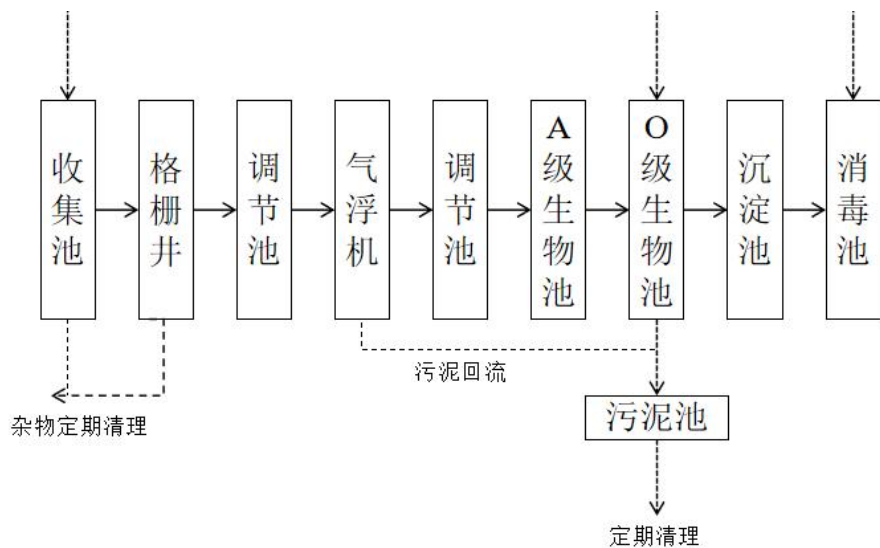 收集池
格栅井
调节池
气浮机
调节池
A级生物池
O级生物池
沉淀池
消毒池
污泥回流
污泥池
杂物定期清理
定期清理